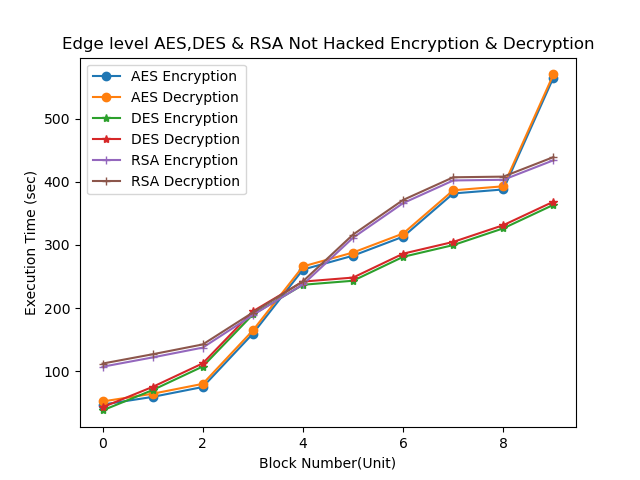 Edge level AES,DES & RSA Not Hacked Encryption & Decryption
AES Encryption
AES Decryption
DES Encryption
DES Decryption
RSA Encryption
RSA Decryption
Execution Time (sec)
500
400
300
200
100
0
2
4
6
8
Block Number(Unit)